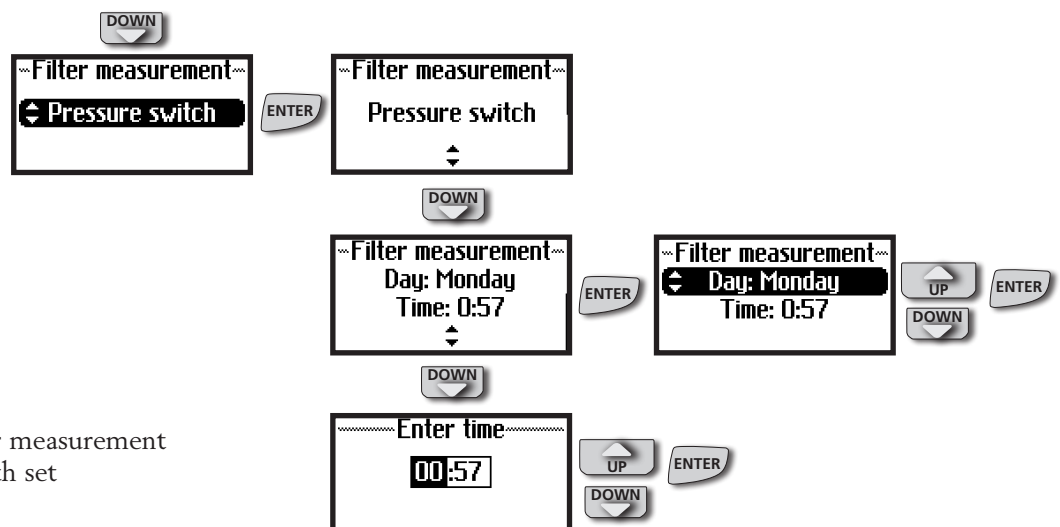 DOWN
Filter measurement
Pressure switch
ENTER
Filter measurement
Pressure switch
DOWN
Filter measurement
Day: Monday
Time: 0:57
ENTER
Filter measurement
Day: Monday
Time: 0:57
UP
DOWN
ENTER
DOWN
Enter time
00:57
UP
DOWN
ENTER
measurement
set